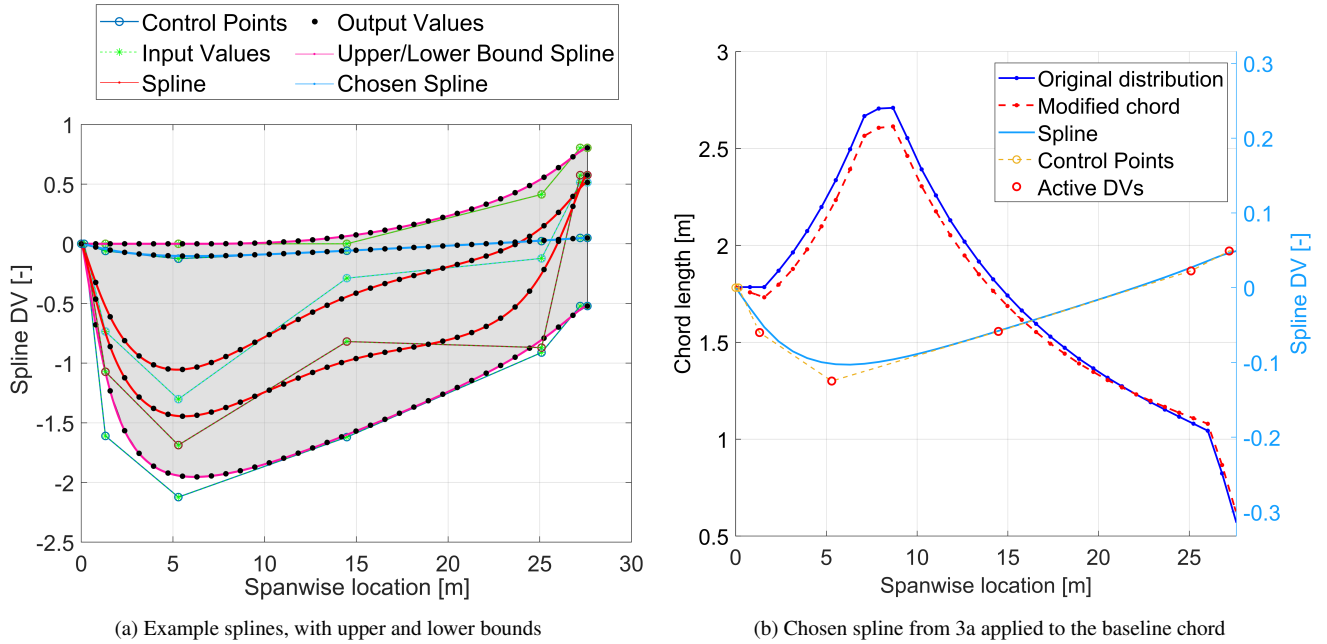 Control Points
Output Values
Input Values
Upper/Lower Bound Spline
Spline
Chosen Spline
1
0.5
0
-0.5
-1
-1.5
-2
-2.5
Spline DV [-]
0 5 10 15 20 25 30
Spanwise location [m]
(a) Example splines, with upper and lower bounds
Original distribution
Modified chord
Spline
Control Points
Active DVs
3
2.5
2
1.5
1
0.5
Chord length [m]
0.3
0.2
0.1
0
-0.1
-0.2
-0.3
Spline DV [-]
0 5 10 15 20 25
Spanwise location [m]
(b) Chosen spline from 3a applied to the baseline chord